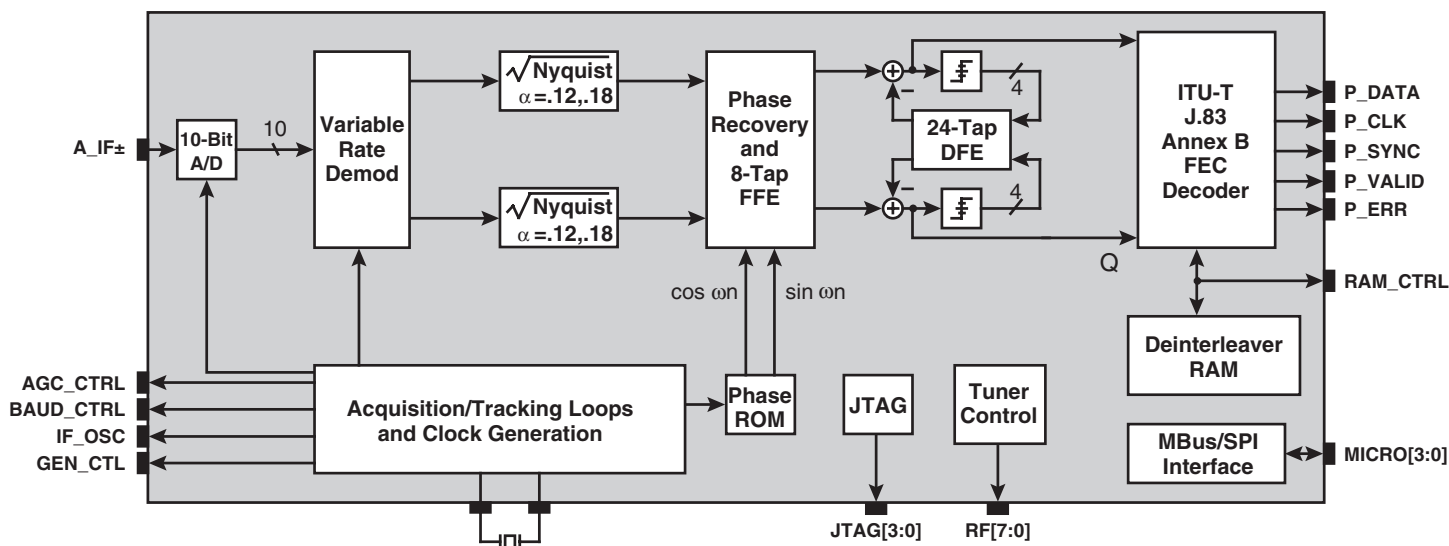 A_IF±
10-Bit
A/D
10
Variable
Rate
Demod
√Nyquist
α=.12,.18
√Nyquist
α=.12,.18
Phase
Recovery
and
8-Tap
FFE
+
−
4
24-Tap
DFE
−
+
4
Q
ITU-T
J.83
Annex B
FEC
Decoder
P_DATA
P_CLK
P_SYNC
P_VALID
P_ERR
RAM_CTRL
cos ωn
sin ωn
Deinterleaver
RAM
AGC_CTRL
BAUD_CTRL
IF_OSC
GEN_CTL
Acquisition/Tracking Loops
and Clock Generation
Phase
ROM
JTAG
Tuner
Control
MBus/SPI
Interface
MICRO[3:0]
JTAG[3:0]
RF[7:0]